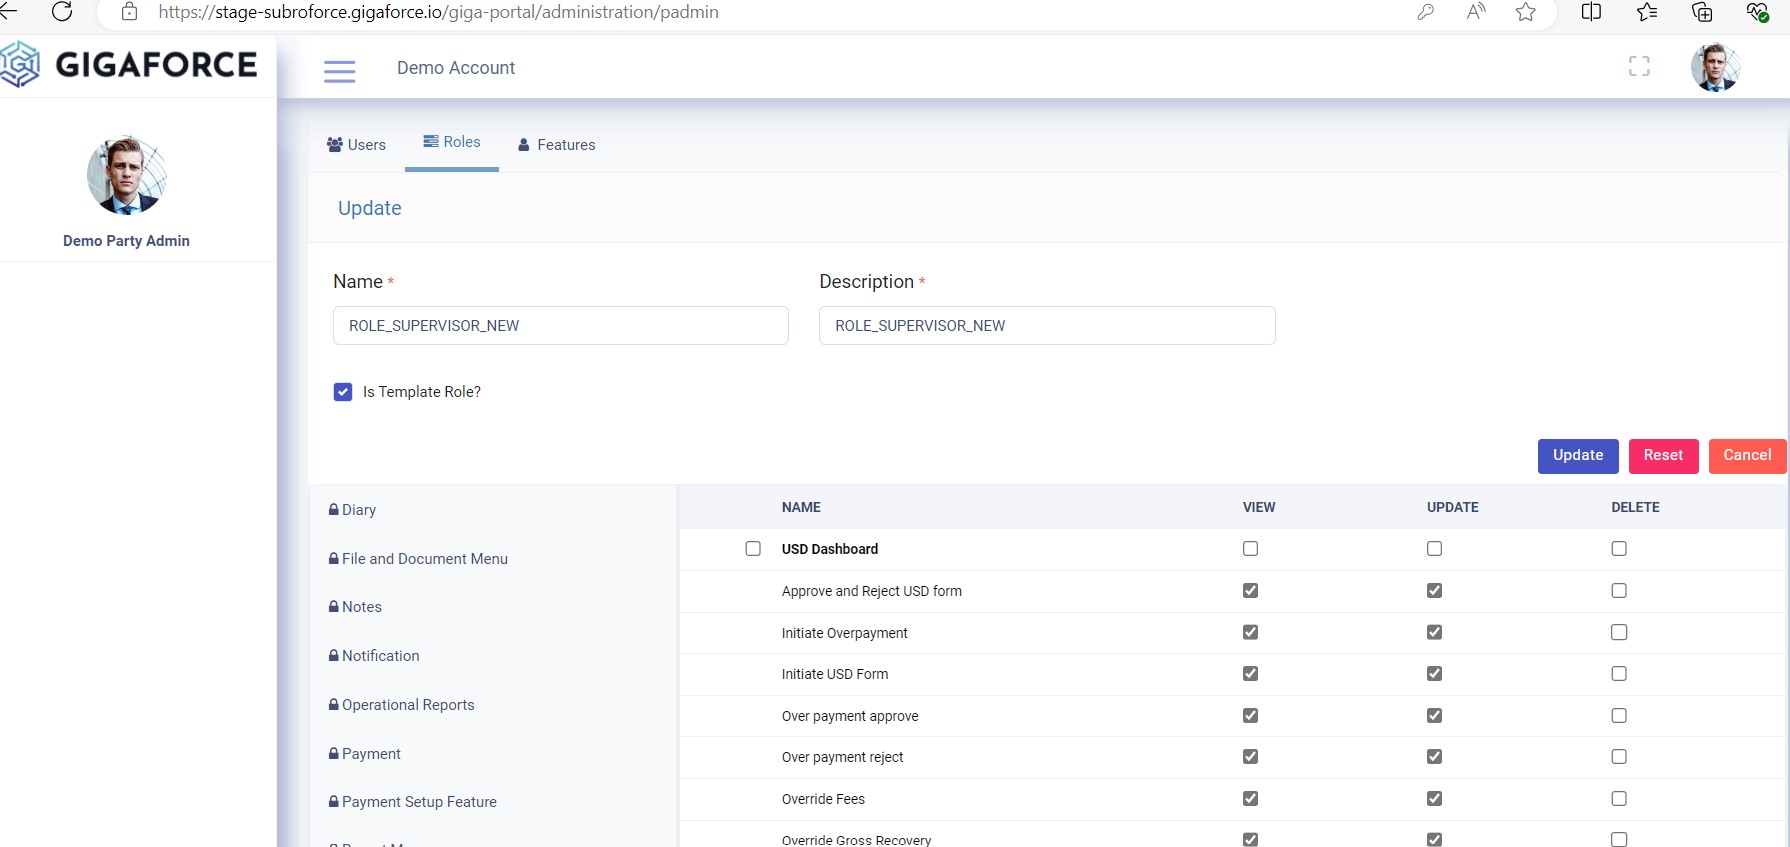 https://stage-subroforce.gigaforce.io/giga-portal/administration/padmin
GIGAFORCE
Demo Account
Demo Party Admin
Users Roles Features
Update
Name * Description *
ROLE_SUPERVISOR_NEW ROLE_SUPERVISOR_NEW
Is Template Role?
Update Reset Cancel
Diary
File and Document Menu
Notes
Notification
Operational Reports
Payment
Payment Setup Feature
NAME VIEW UPDATE DELETE
USD Dashboard
Approve and Reject USD form
Initiate Overpayment
Initiate USD Form
Over payment approve
Over payment reject
Override Fees
Override Gross Recovery